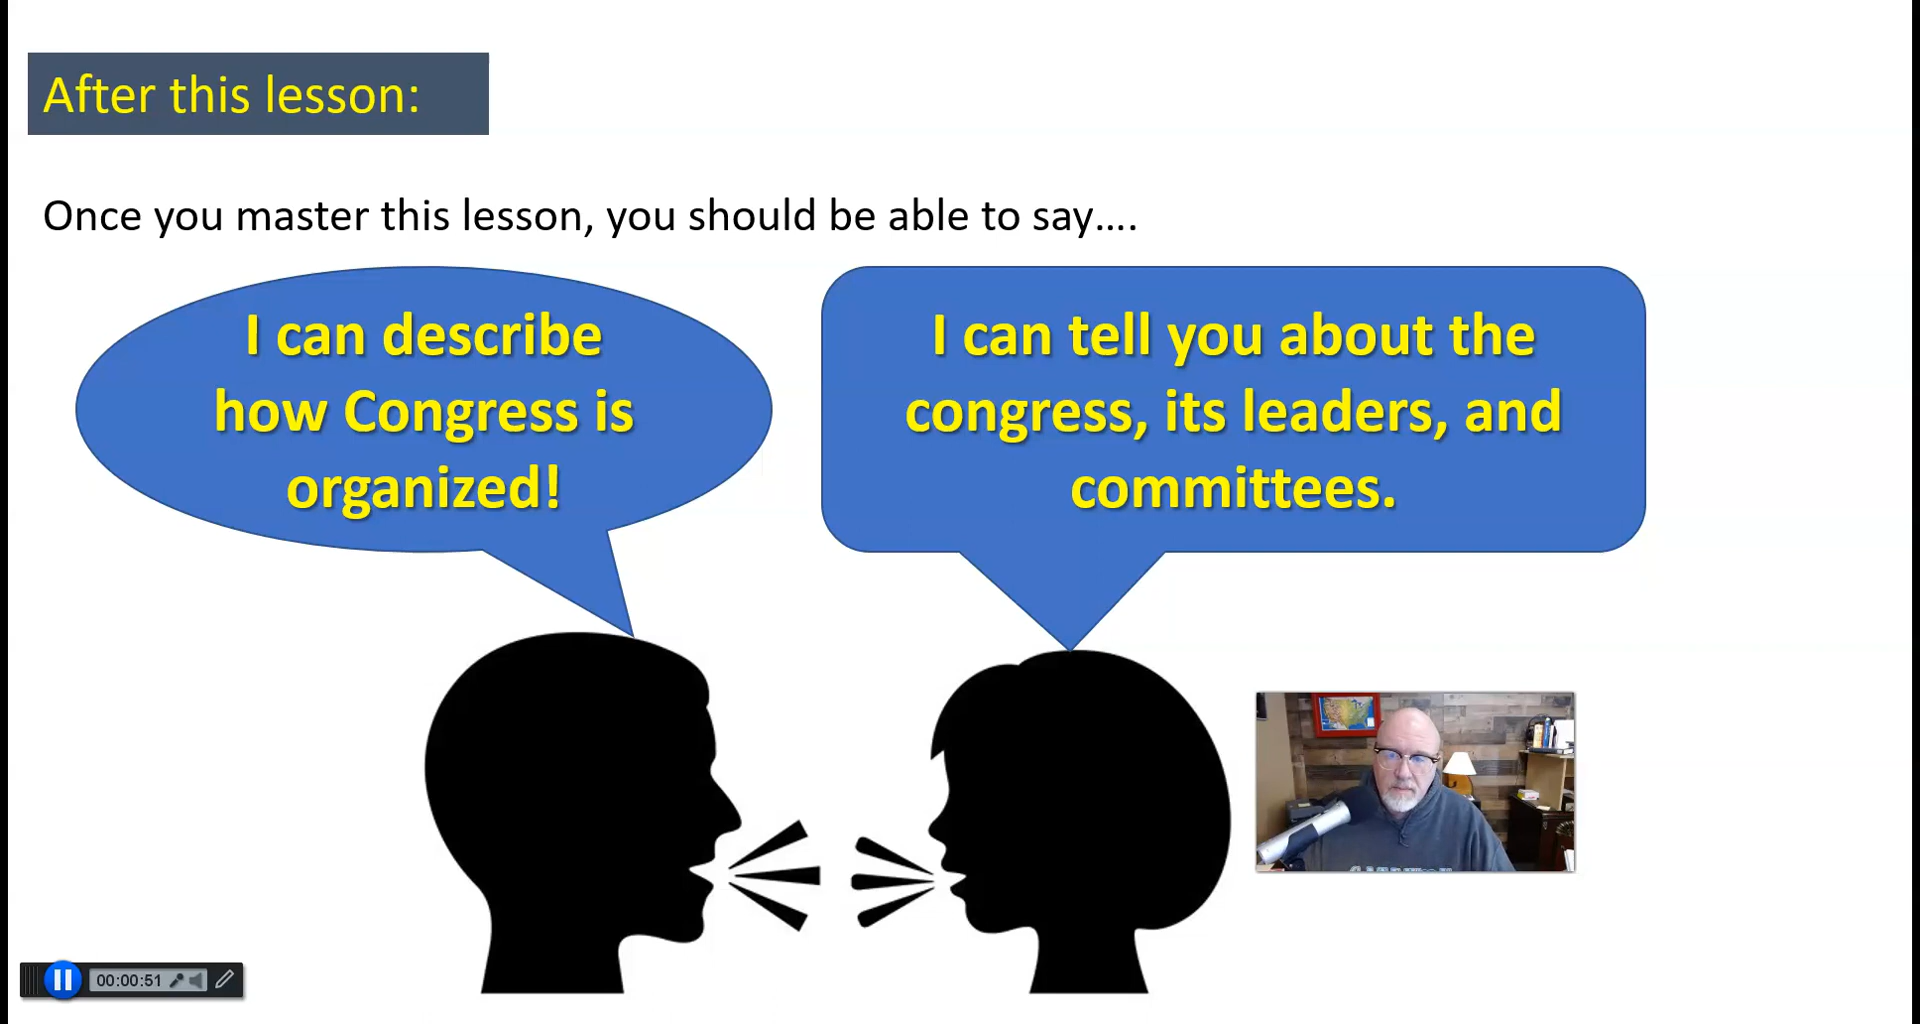 After this lesson:
Once you master this lesson, you should be able to say....
I can describe
how Congress is
organized!
I can tell you about the
congress, its leaders, and
committees.
00:00:51